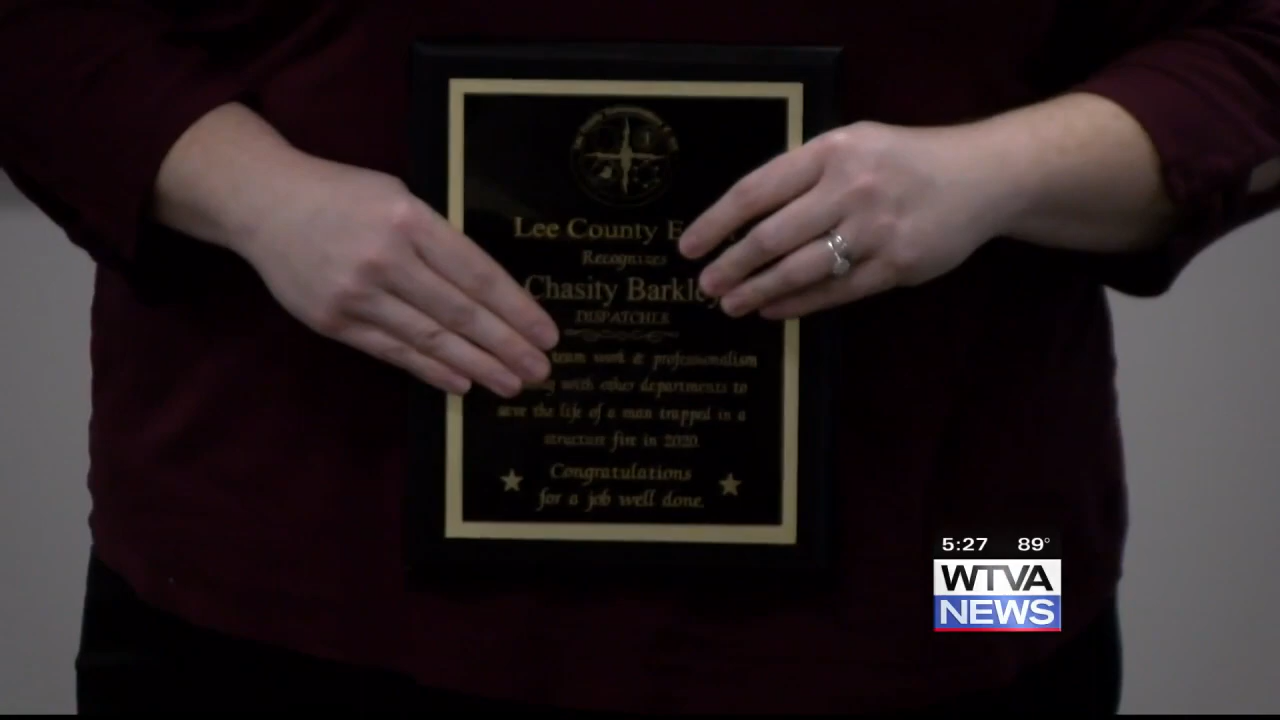 Lee County
Recognizes
Chasity Barkley
DISPATCHER
team work & professionalism
with other departments to
save the life of a man trapped in a
structure fire in 2020.
Congratulations
for a job well done.
5:27 89°
WTVA
NEWS